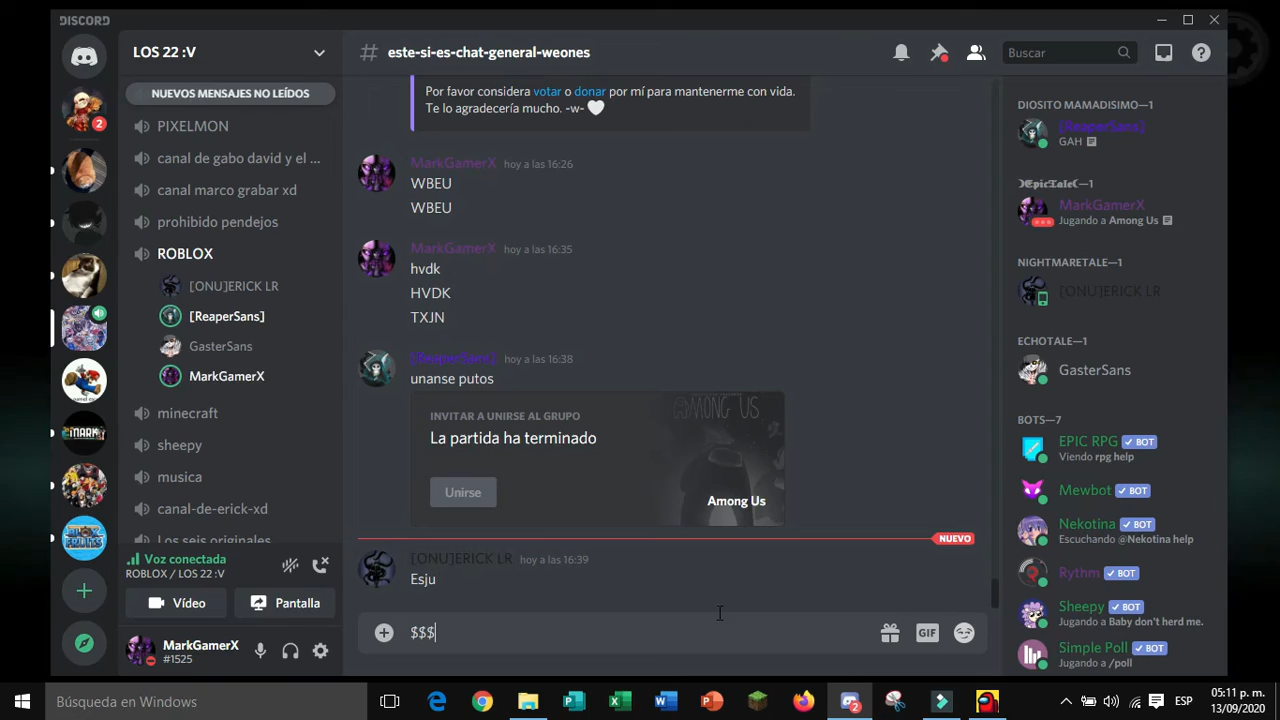 DISCORD
LOS 22 :V
NUEVOS MENSAJES NO LEÍDOS
PIXELMON
canal de gabo david y el ...
canal marco grabar xd
prohibido pendejos
ROBLOX
[ONU]ERICK LR
[ReaperSans]
GasterSans
MarkGamerX
minecraft
sheepy
musica
canal-de-erick-xd
Los seis originales
Voz conectada
ROBLOX / LOS 22 :V
Vídeo
Pantalla
MarkGamerX
#1525
2
# este-si-es-chat-general-weones
Buscar
Por favor considera votar o donar por mí para mantenerme con vida.
Te lo agradecería mucho. -w- 🤍
MarkGamerX hoy a las 16:26
WBEU
WBEU
MarkGamerX hoy a las 16:35
hvdk
HVDK
TXJN
[ReaperSans] hoy a las 16:38
unanse putos
INVITAR A UNIRSE AL GRUPO
La partida ha terminado
Unirse
AMONG US
Among Us
NUEVO
[ONU]ERICK LR hoy a las 16:39
Esju
$$$
GIF
DIOSITO MAMADISIMO—1
[ReaperSans]
GAH
EpicTale—1
MarkGamerX
Jugando a Among Us
NIGHTMARETALE—1
[ONU]ERICK LR
ECHOTALE—1
GasterSans
BOTS—7
EPIC RPG ✓ BOT
Viendo rpg help
Mewbot ✓ BOT
Nekotina ✓ BOT
Escuchando @Nekotina help
Rythm ✓ BOT
Sheepy ✓ BOT
Jugando a Baby don't herd me.
Simple Poll ✓ BOT
Jugando a /poll
Búsqueda en Windows
2
ESP
05:11 p. m.
13/09/2020